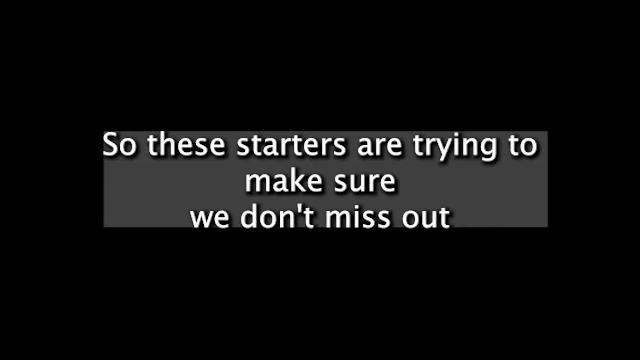 So these starters are trying to
make sure
we don't miss out